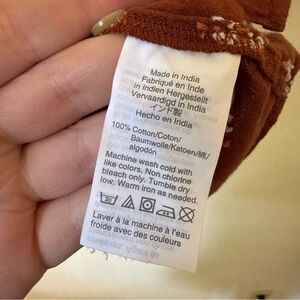 Made in India
Fabriqué en Inde
In Indien Hergestellt
Vervaardigd in India
インド製
Hecho en India
100% Cotton/Coton/
Baumwolle/Katoen/綿/
algodón
Machine wash cold with
like colors. Non chlorine
bleach only. Tumble dry
low. Warm iron as needed.
30
Laver à la machine à l'eau
froide avec des couleurs